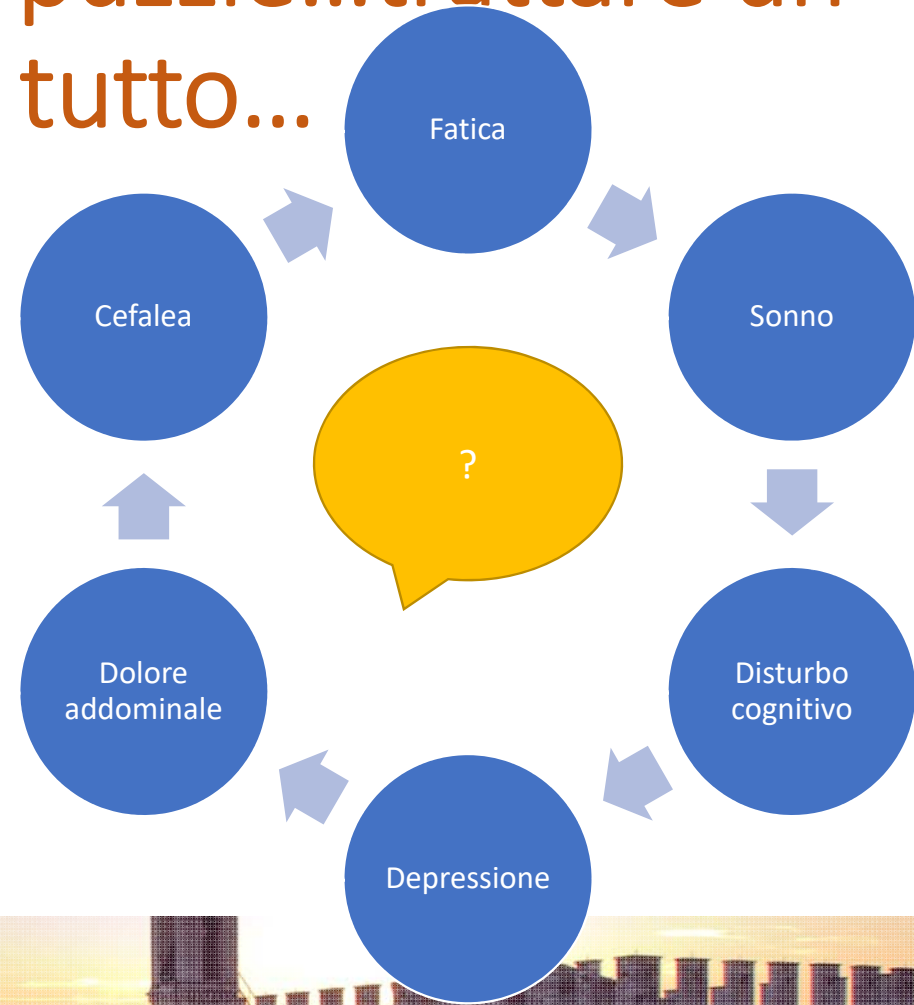 tutto...
Fatica
Cefalea
Sonno
?
Dolore
addominale
Disturbo
cognitivo
Depressione